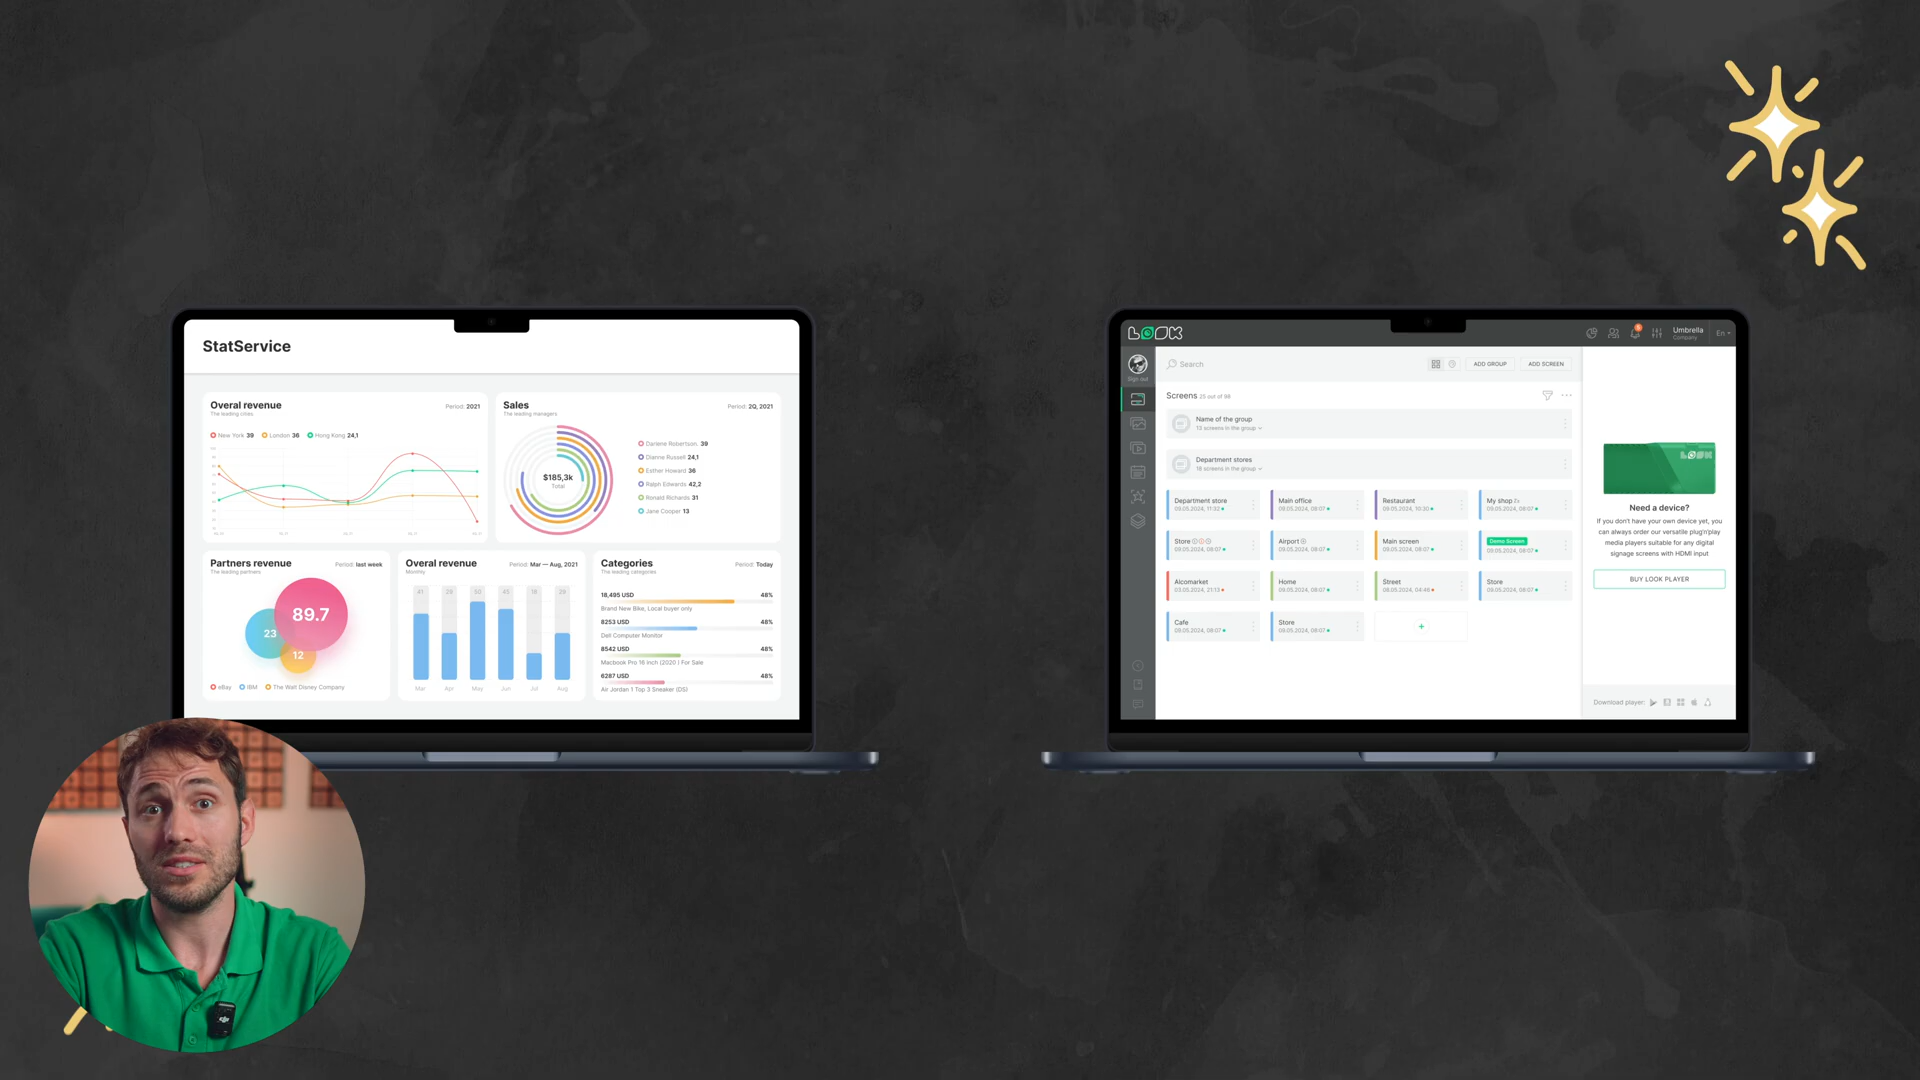 StatService
Overal revenue
Period: 2021
The leading cities
New York 39 London 36 Hong Kong 24,1
Sales
Period: 2Q, 2021
The leading managers
$185,3k
Total
Darlene Robertson 39
Dianne Russell 24,1
Esther Howard 36
Ralph Edwards 42,2
Ronald Richards 31
Jane Cooper 13
Partners revenue
Period: last week
The leading partners
89.7
23
12
eBay IBM The Walt Disney Company
Overal revenue
Period: Mar — Aug, 2021
Monthly
41 29 50 45 18 29
Mar Apr May Jun Jul Aug
Categories
Period: Today
The leading categories
18,495 USD 48%
Brand New Bike, Local buyer only
8253 USD 48%
Dell Computer Monitor
8542 USD 48%
Macbook Pro 16 inch (2020 ) For Sale
6287 USD 48%
Air Jordan 1 Top 3 Sneaker (DS)
LOOK
Umbrella
Company
En
Sign out
Search
ADD GROUP
ADD SCREEN
Screens 25 out of 98
Name of the group
12 screens in the group
Department stores
18 screens in the group
Department store
09.05.2024, 11:32
Main office
09.05.2024, 08:07
Restaurant
09.05.2024, 10:30
My shop
09.05.2024, 08:07
Store
09.05.2024, 08:07
Airport
09.05.2024, 08:07
Main screen
09.05.2024, 08:07
Demo Screen
09.05.2024, 08:07
Alcomarket
03.05.2024, 21:13
Home
09.05.2024, 08:07
Street
08.05.2024, 04:46
Store
09.05.2024, 08:07
Cafe
09.05.2024, 08:07
Store
09.05.2024, 08:07
LOOK
Need a device?
If you don't have your own device yet, you
can always order our versatile plug'n'play
media players suitable for any digital
signage screens with HDMI input
BUY LOOK PLAYER
Download player:
dji